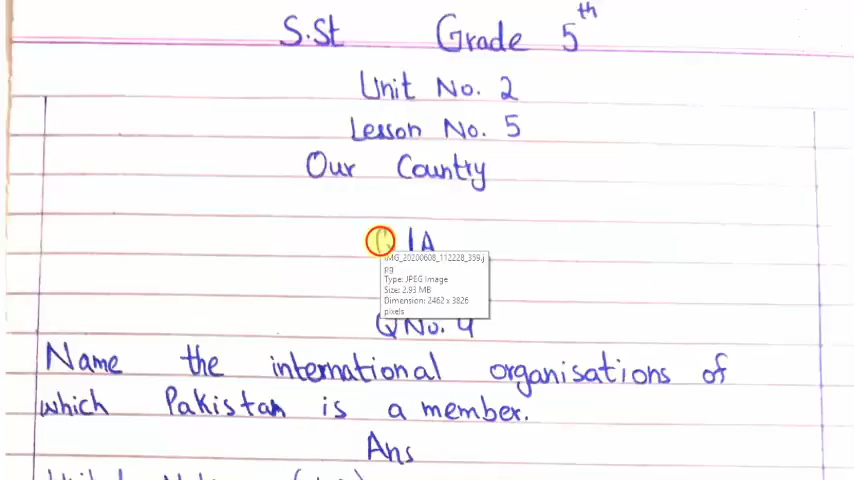 S.St Grade 5th
Unit No. 2
Lesson No. 5
Our Country
Q 1A
IMG_20200608_112228_359.j
pg
Type: JPEG Image
Size: 2.93 MB
Dimension: 2462 x 3826
pixels
Q No. 4
Name the international organisations of
which Pakistan is a member.
Ans